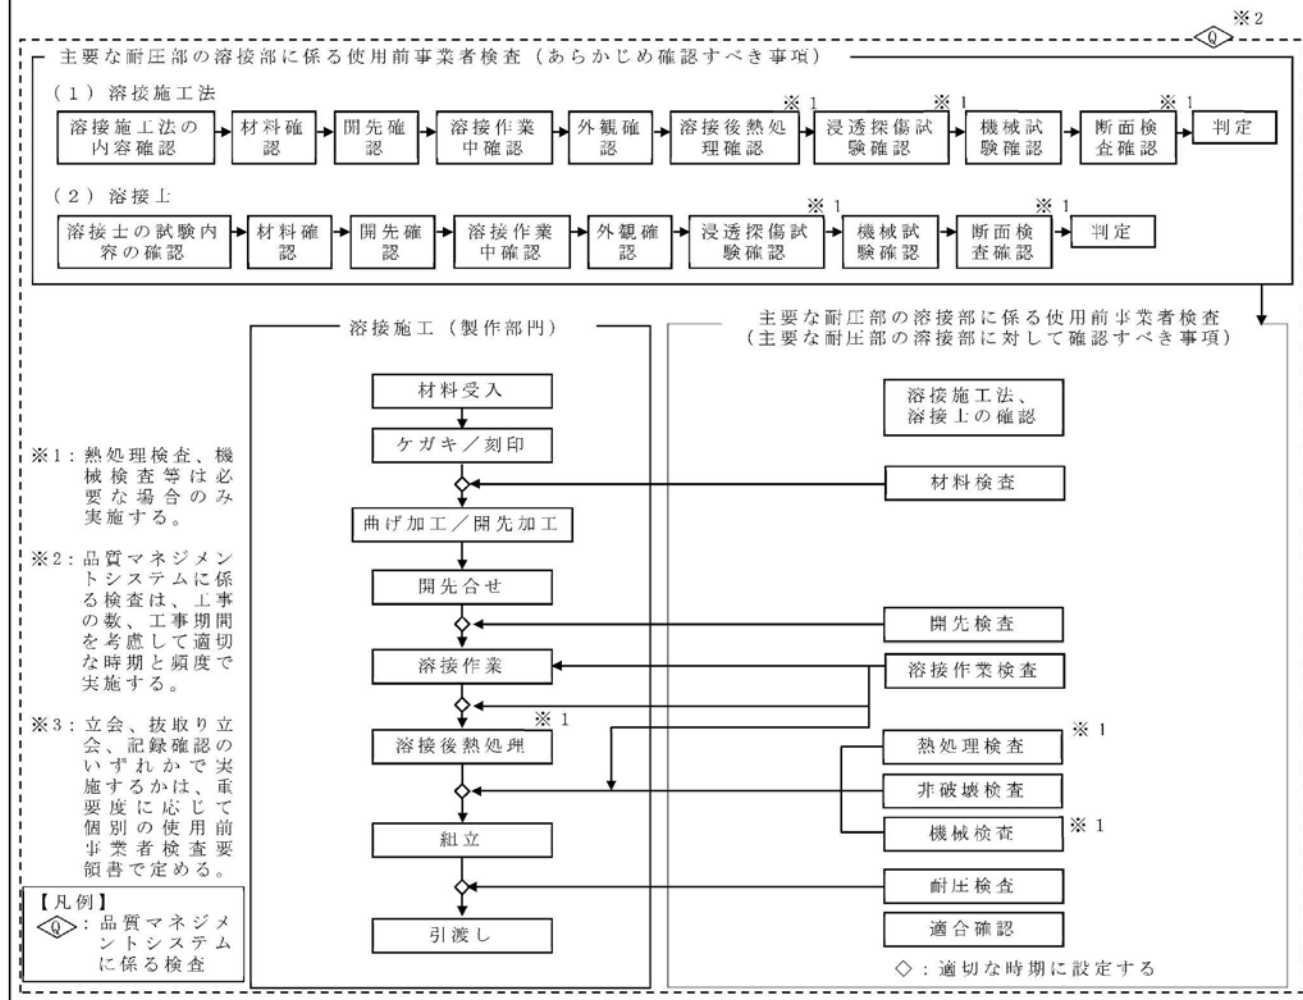 ※2
Q
主要な耐圧部の溶接部に係る使用前事業者検査（あらかじめ確認すべき事項）
（1）溶接施工法
※1
※1
※1
溶接施工法の
内容確認
材料確
認
開先確
認
溶接作業
中確認
外観確
認
溶接後熱処
理確認
浸透探傷試
験確認
機械試
験確認
断面検
査確認
判定
（2）溶接士
※1
※1
溶接士の試験内
容の確認
材料確
認
開先確
認
溶接作業
中確認
外観確
認
浸透探傷試
験確認
機械試
験確認
断面検
査確認
判定
溶接施工（製作部門）
材料受入
ケガキ／刻印
曲げ加工／開先加工
開先合せ
溶接作業
※1
溶接後熱処理
組立
引渡し
主要な耐圧部の溶接部に係る使用前事業者検査
（主要な耐圧部の溶接部に対して確認すべき事項）
溶接施工法、
溶接士の確認
材料検査
開先検査
溶接作業検査
熱処理検査
※1
非破壊検査
機械検査
※1
耐圧検査
適合確認
◇：適切な時期に設定する
※1：熱処理検査、機
械検査等は必
要な場合のみ
実施する。
※2：品質マネジメン
トシステムに係
る検査は、工事
の数、工事期間
を考慮して適切
な時期と頻度で
実施する。
※3：立会、抜取り立
会、記録確認の
いずれかで実
施するかは、重
要度に応じて
個別の使用前
事業者検査要
領書で定める。
【凡例】
Q：品質マネジメ
ントシステム
に係る検査